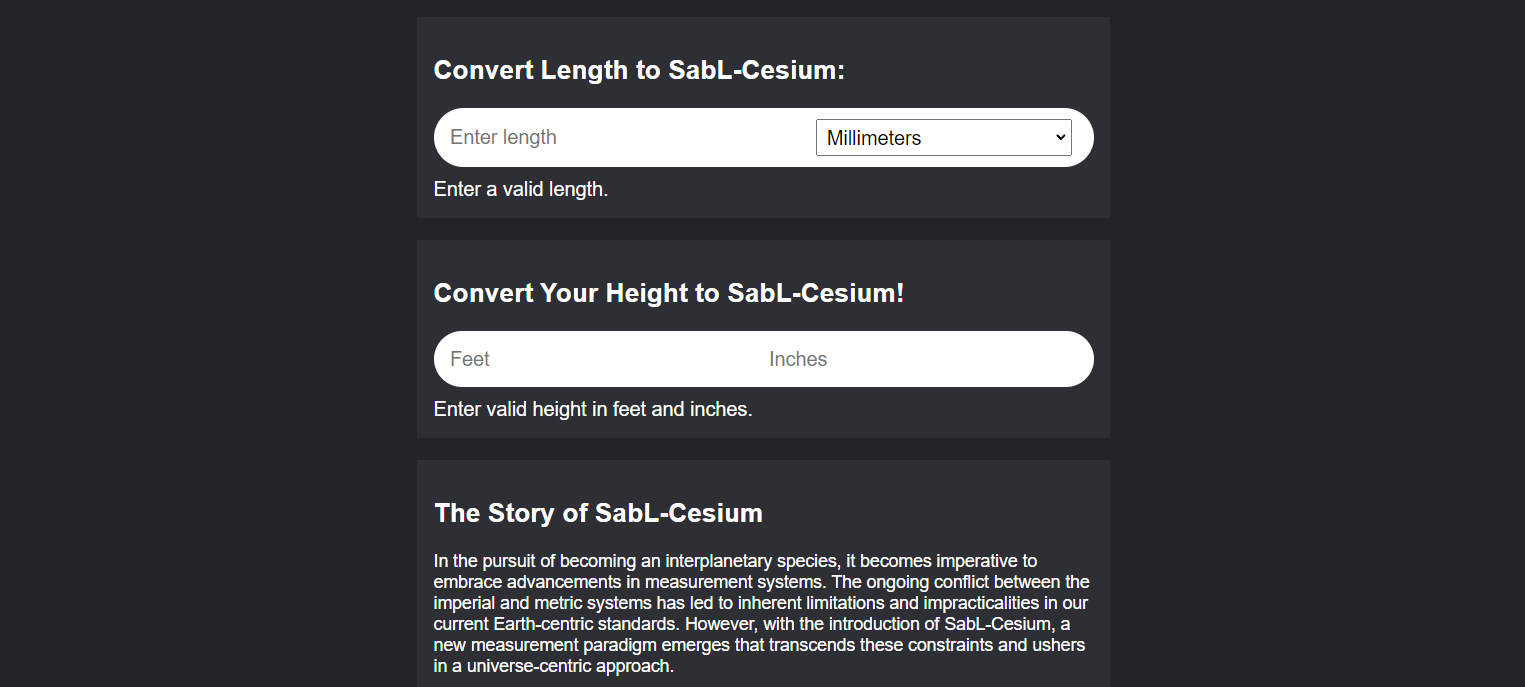 Convert Length to SabL-Cesium:
Enter length
Millimeters
Enter a valid length.
Convert Your Height to SabL-Cesium!
Feet Inches
Enter valid height in feet and inches.
The Story of SabL-Cesium
In the pursuit of becoming an interplanetary species, it becomes imperative to
embrace advancements in measurement systems. The ongoing conflict between the
imperial and metric systems has led to inherent limitations and impracticalities in our
current Earth-centric standards. However, with the introduction of SabL-Cesium, a
new measurement paradigm emerges that transcends these constraints and ushers
in a universe-centric approach.